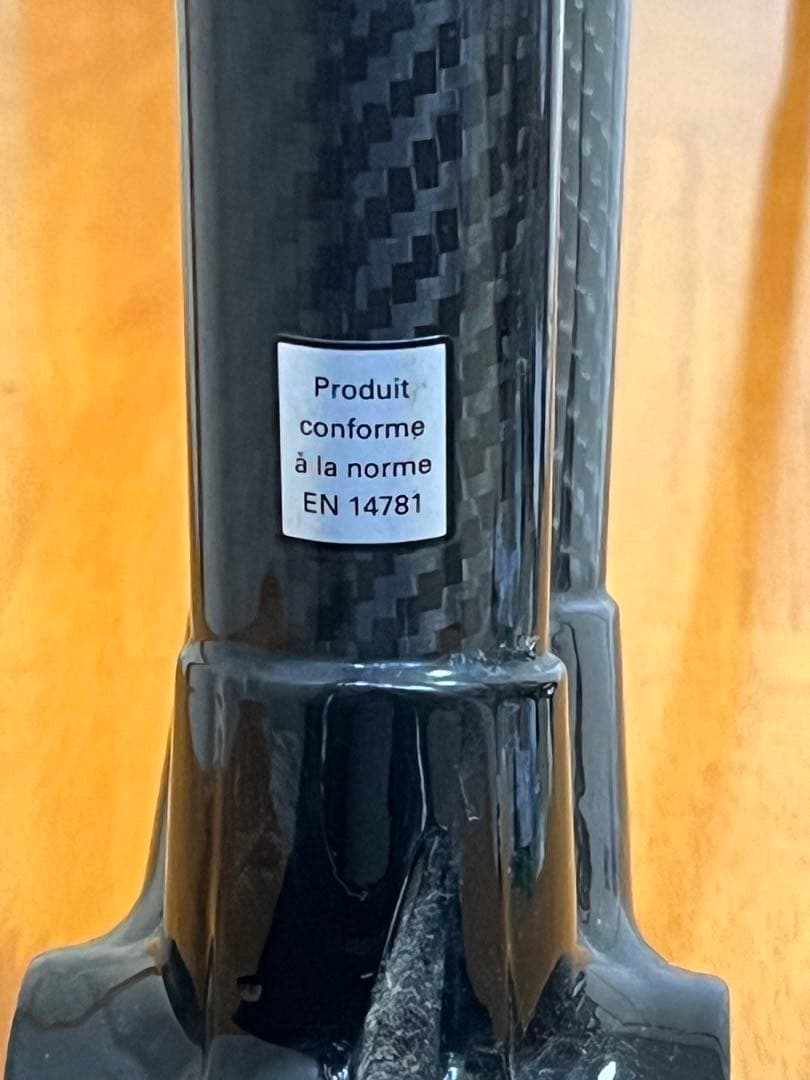 Produit
conforme
à la norme
EN 14781